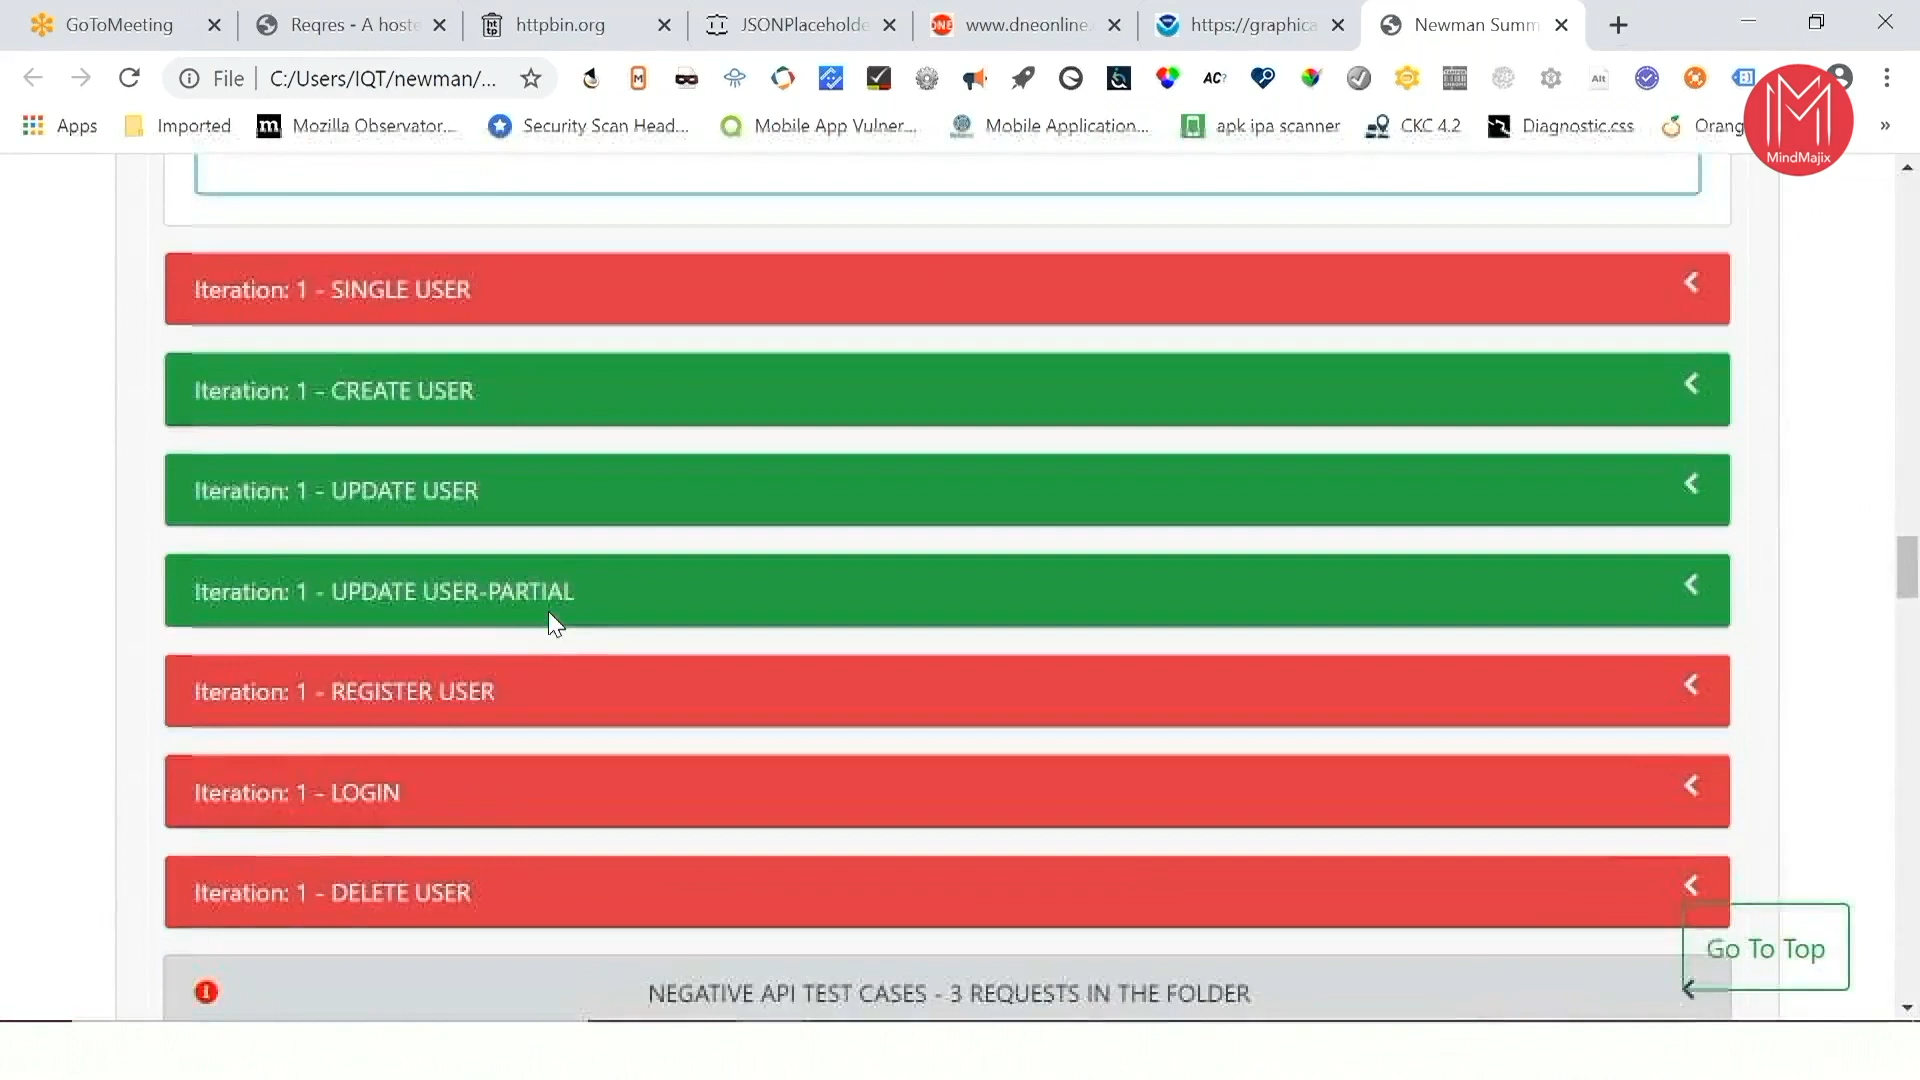 GoToMeeting
Reqres - A hoste
httpbin.org
JSONPlaceholde
www.dneonline.
https://graphica
Newman Summ
File
C:/Users/IQT/newman/...
AC?
Alt
Apps
Imported
Mozilla Observator...
Security Scan Head...
Mobile App Vulner...
Mobile Application...
apk ipa scanner
CKC 4.2
Diagnostic.css
Orang
»
MindMajix
Iteration: 1 - SINGLE USER
Iteration: 1 - CREATE USER
Iteration: 1 - UPDATE USER
Iteration: 1 - UPDATE USER-PARTIAL
Iteration: 1 - REGISTER USER
Iteration: 1 - LOGIN
Iteration: 1 - DELETE USER
Go To Top
NEGATIVE API TEST CASES - 3 REQUESTS IN THE FOLDER